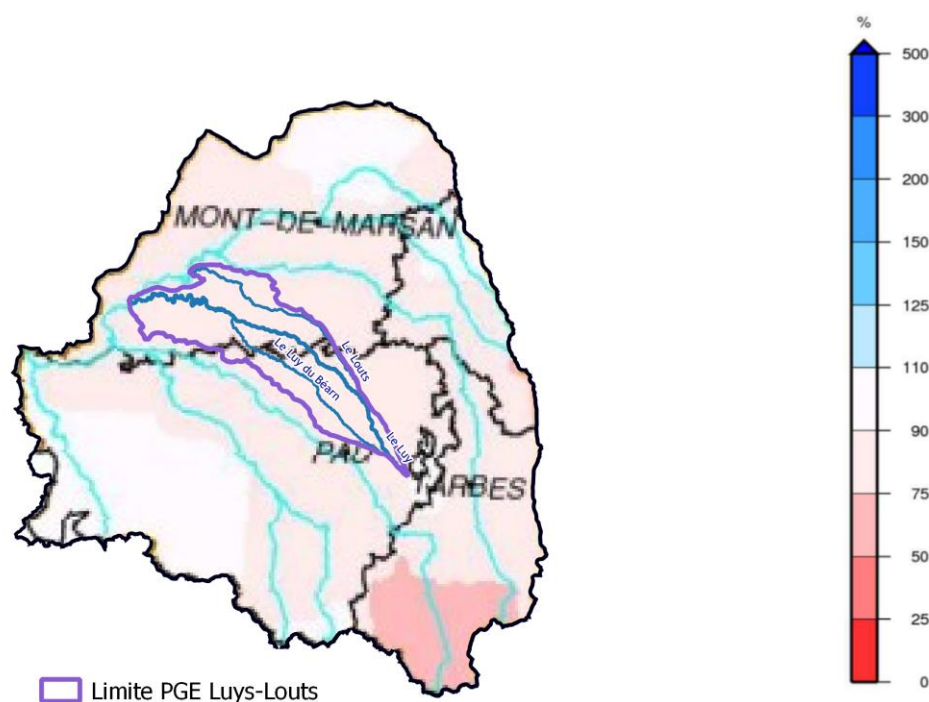 %
500
300
200
150
125
110
90
75
50
25
0
MONT-DE-MARSAN
Le Louts
Le Luy du Béarn
Le Luy
PAU
TARBES
Limite PGE Luys-Louts